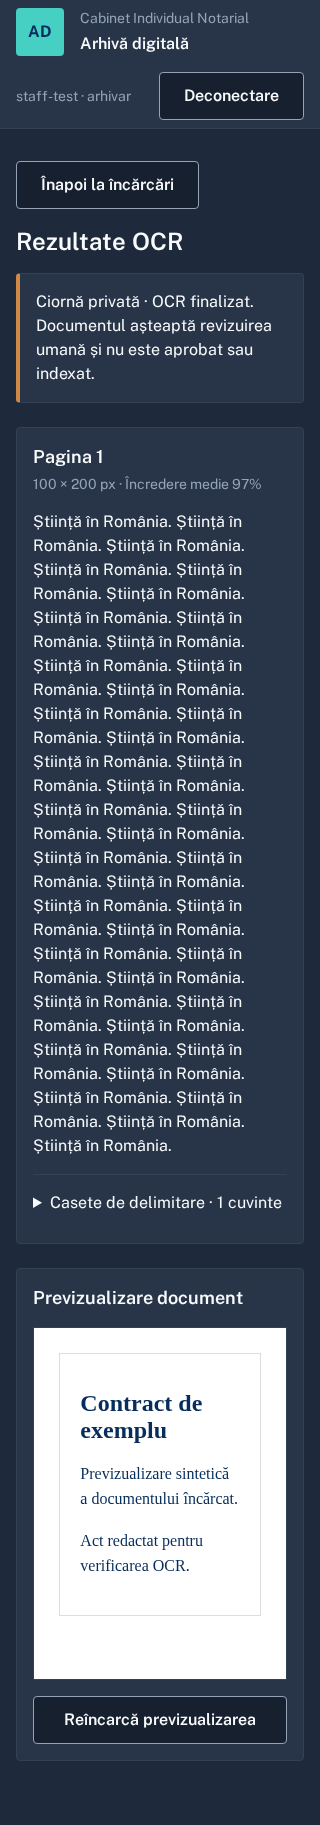 AD
Cabinet Individual Notarial
Arhivă digitală
staff-test · arhivar
Deconectare
Înapoi la încărcări
Rezultate OCR
Ciornă privată · OCR finalizat.
Documentul așteaptă revizuirea
umană și nu este aprobat sau
indexat.
Pagina 1
100 × 200 px · Încredere medie 97%
Știință în România. Știință în
România. Știință în România.
Știință în România. Știință în
România. Știință în România.
Știință în România. Știință în
România. Știință în România.
Știință în România. Știință în
România. Știință în România.
Știință în România. Știință în
România. Știință în România.
Știință în România. Știință în
România. Știință în România.
Știință în România. Știință în
România. Știință în România.
Știință în România. Știință în
România. Știință în România.
Știință în România. Știință în
România. Știință în România.
Știință în România. Știință în
România. Știință în România.
Știință în România. Știință în
România. Știință în România.
Știință în România. Știință în
România. Știință în România.
Știință în România. Știință în
România. Știință în România.
Știință în România.
Casete de delimitare · 1 cuvinte
Previzualizare document
Contract de
exemplu
Previzualizare sintetică
a documentului încărcat.
Act redactat pentru
verificarea OCR.
Reîncarcă previzualizarea